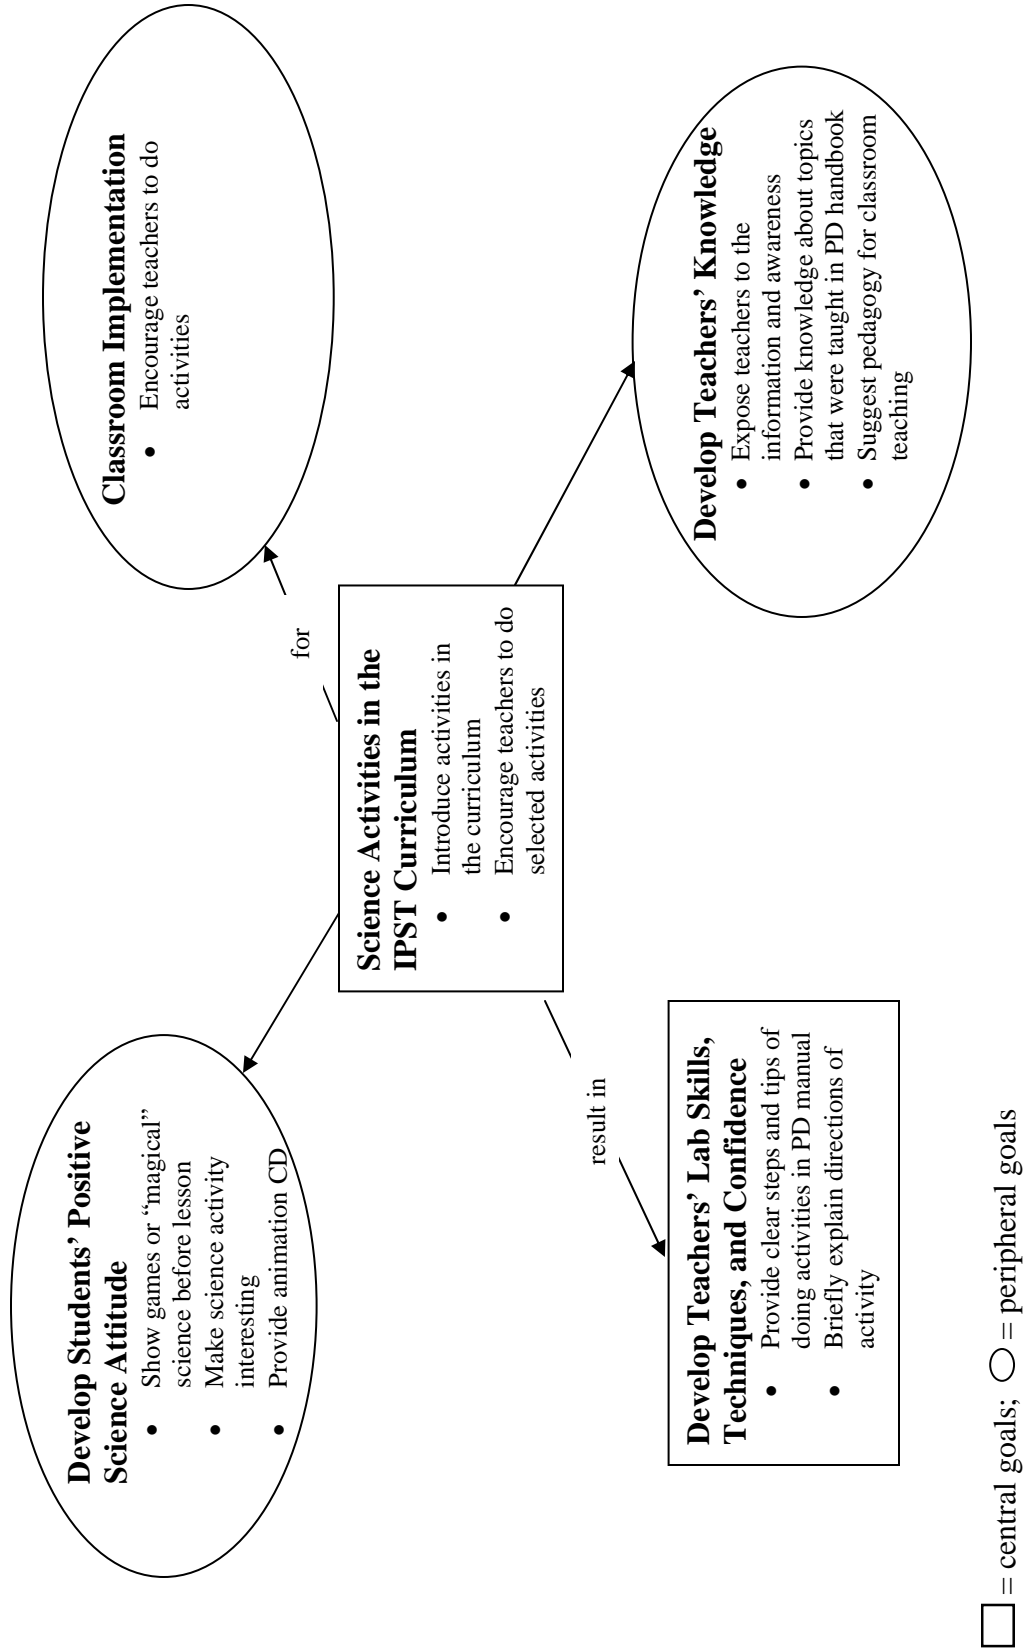 Develop Students’ Positive
Science Attitude
• Show games or “magical”
science before lesson
• Make science activity
interesting
• Provide animation CD
Classroom Implementation
• Encourage teachers to do
activities
for
Science Activities in the
IPST Curriculum
• Introduce activities in
the curriculum
• Encourage teachers to do
selected activities
result in
Develop Teachers’ Lab Skills,
Techniques, and Confidence
• Provide clear steps and tips of
doing activities in PD manual
• Briefly explain directions of
activity
Develop Teachers’ Knowledge
• Expose teachers to the
information and awareness
• Provide knowledge about topics
that were taught in PD handbook
• Suggest pedagogy for classroom
teaching
= central goals; = peripheral goals